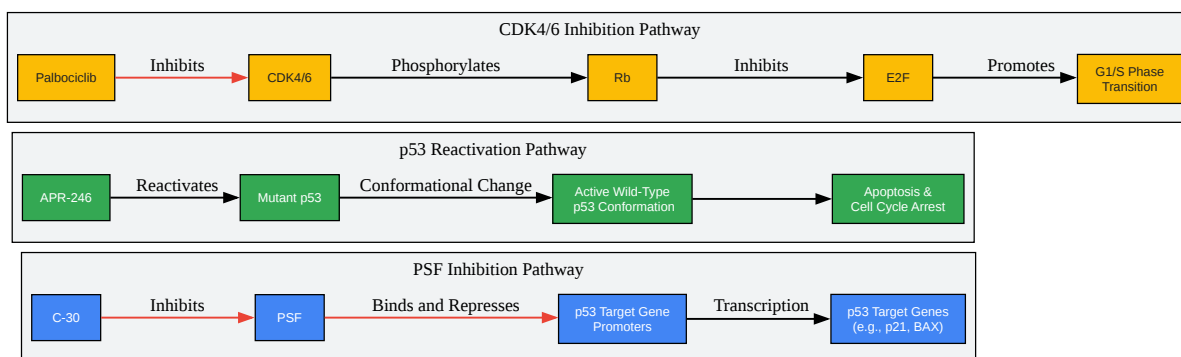 CDK4/6 Inhibition Pathway
Palbociclib
Inhibits
CDK4/6
Phosphorylates
Rb
Inhibits
E2F
Promotes
G1/S Phase
Transition
p53 Reactivation Pathway
APR-246
Reactivates
Mutant p53
Conformational Change
Active Wild-Type
p53 Conformation
Apoptosis &
Cell Cycle Arrest
PSF Inhibition Pathway
C-30
Inhibits
PSF
Binds and Represses
p53 Target Gene
Promoters
Transcription
p53 Target Genes
(e.g., p21, BAX)